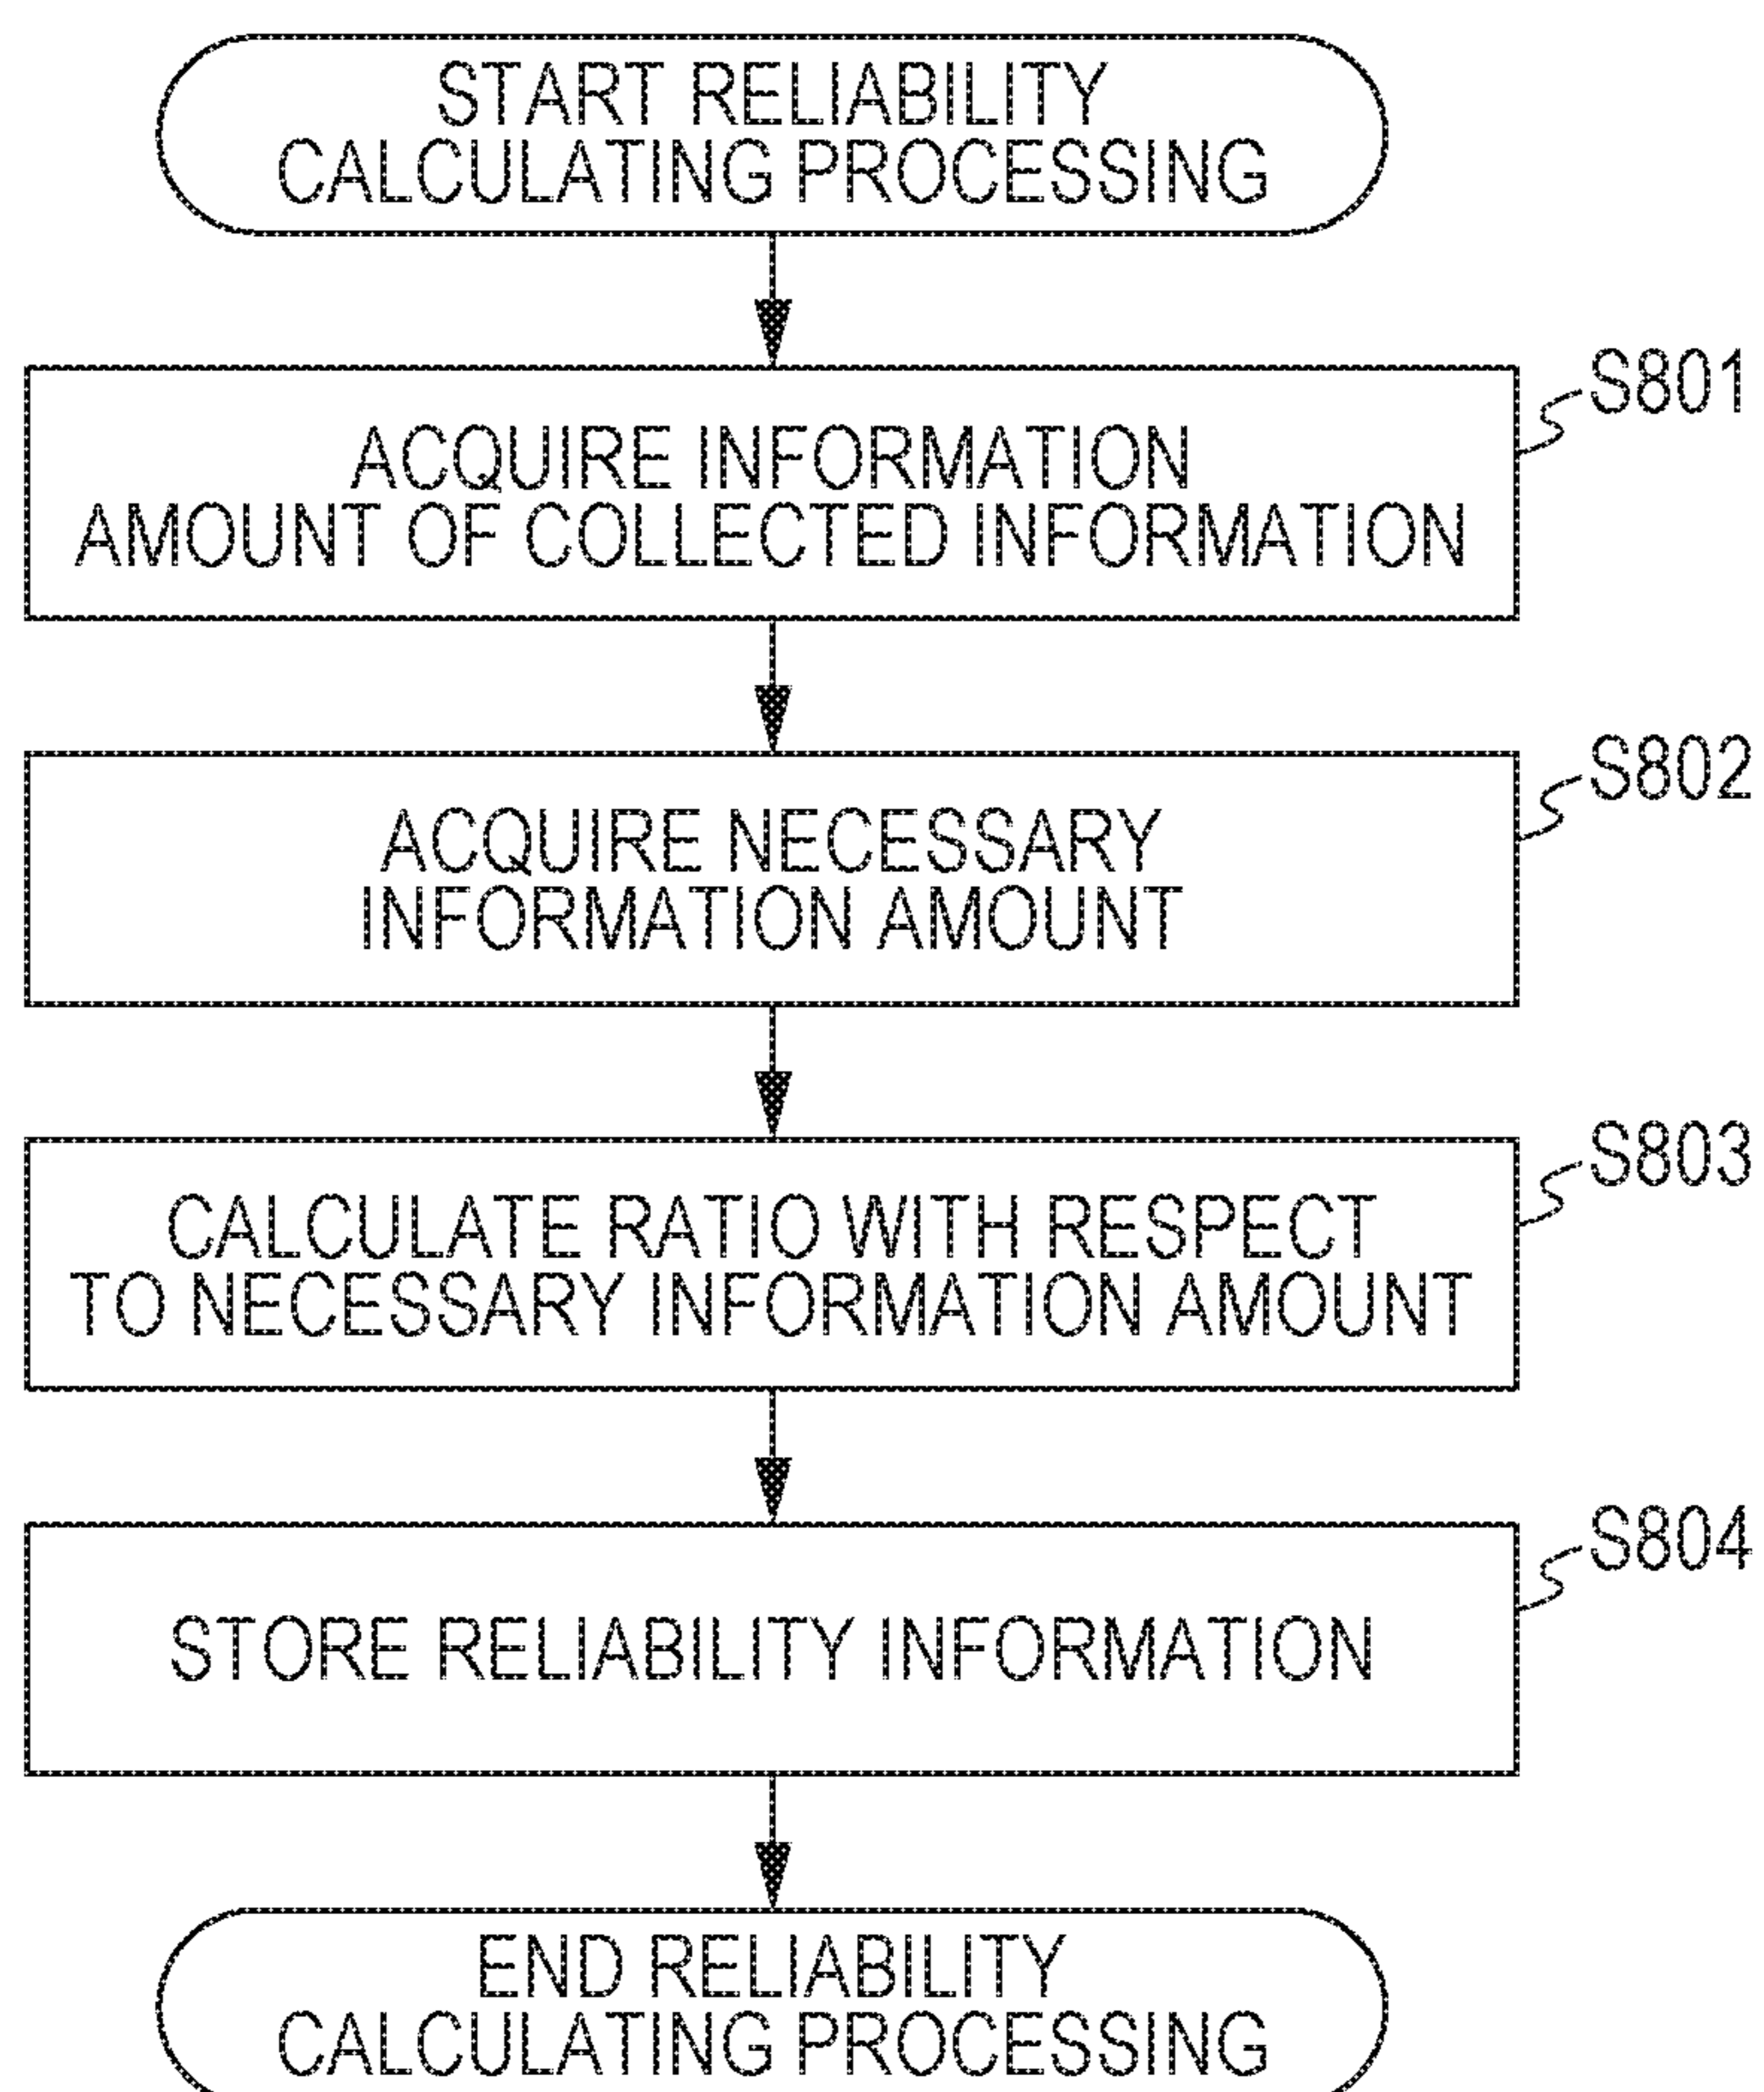 START RELIABILITY
CALCULATING PROCESSING
S801
ACQUIRE INFORMATION
AMOUNT OF COLLECTED INFORMATION
S802
ACQUIRE NECESSARY
INFORMATION AMOUNT
S803
CALCULATE RATIO WITH RESPECT
TO NECESSARY INFORMATION AMOUNT
S804
STORE RELIABILITY INFORMATION
END RELIABILITY
CALCULATING PROCESSING